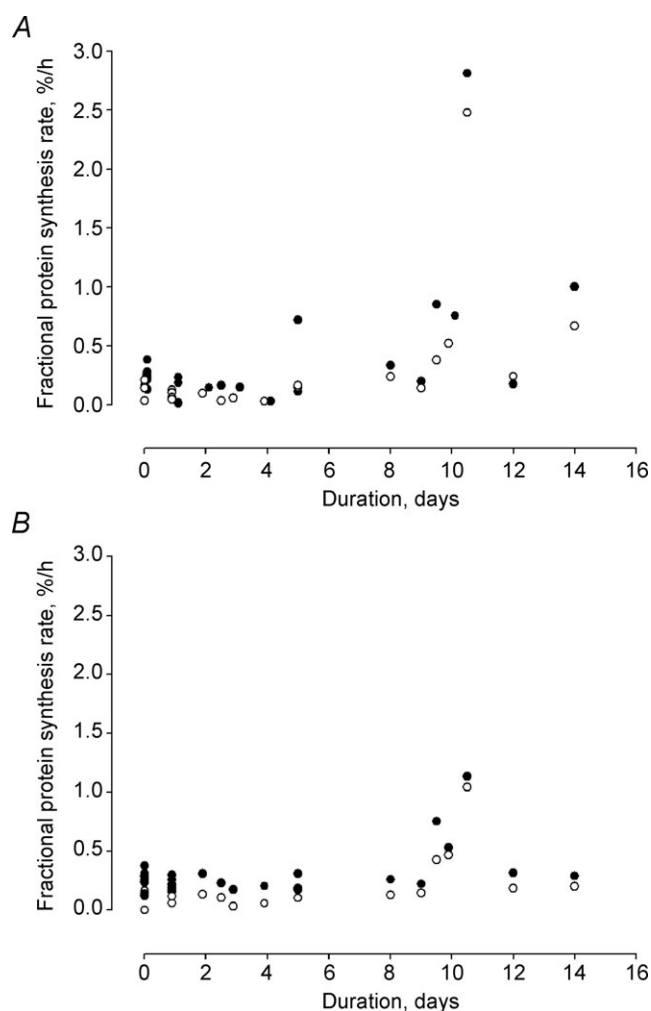 A
Fractional protein synthesis rate, %/h
3.0
2.5
2.0
1.5
1.0
0.5
0.0
0 2 4 6 8 10 12 14 16
Duration, days
B
Fractional protein synthesis rate, %/h
3.0
2.5
2.0
1.5
1.0
0.5
0.0
0 2 4 6 8 10 12 14 16
Duration, days